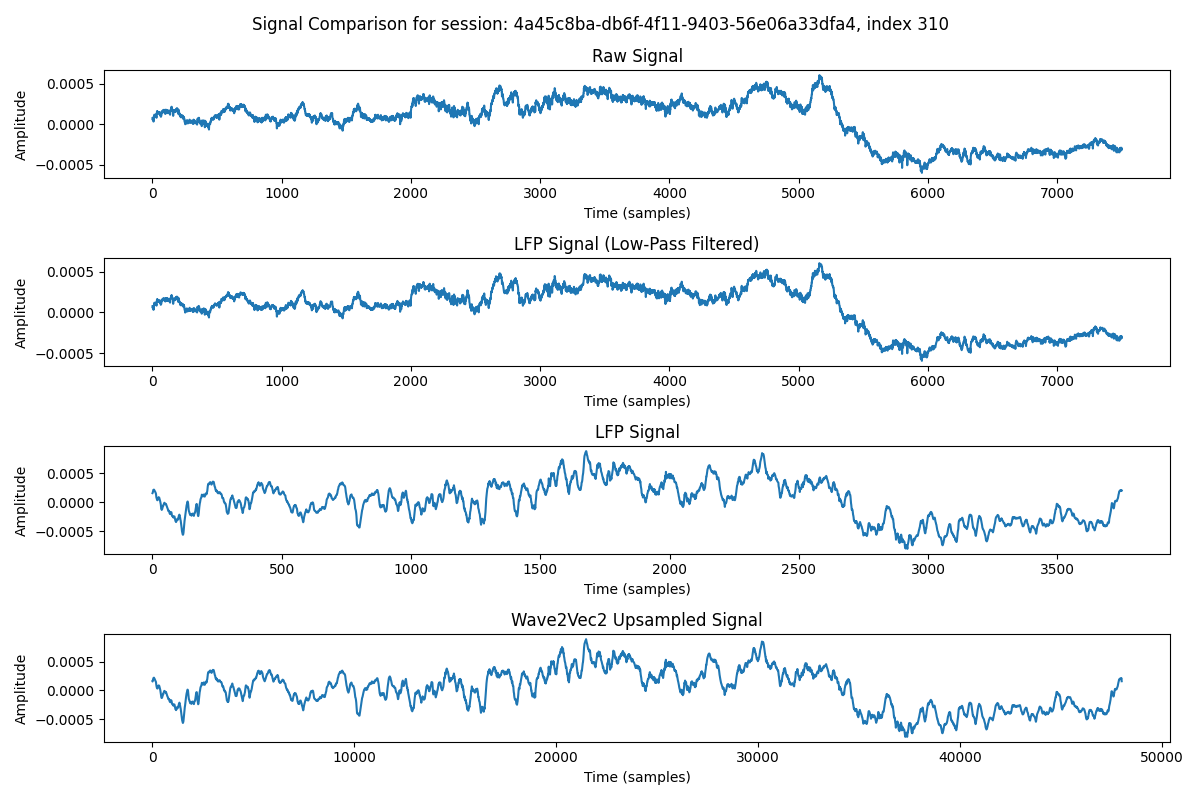 Signal Comparison for session: 4a45c8ba-db6f-4f11-9403-56e06a33dfa4, index 310
Raw Signal
Amplitude
0.0005
0.0000
−0.0005
0 1000 2000 3000 4000 5000 6000 7000
Time (samples)
LFP Signal (Low-Pass Filtered)
Amplitude
0.0005
0.0000
−0.0005
0 1000 2000 3000 4000 5000 6000 7000
Time (samples)
LFP Signal
Amplitude
0.0005
0.0000
−0.0005
0 500 1000 1500 2000 2500 3000 3500
Time (samples)
Wave2Vec2 Upsampled Signal
Amplitude
0.0005
0.0000
−0.0005
0 10000 20000 30000 40000 50000
Time (samples)